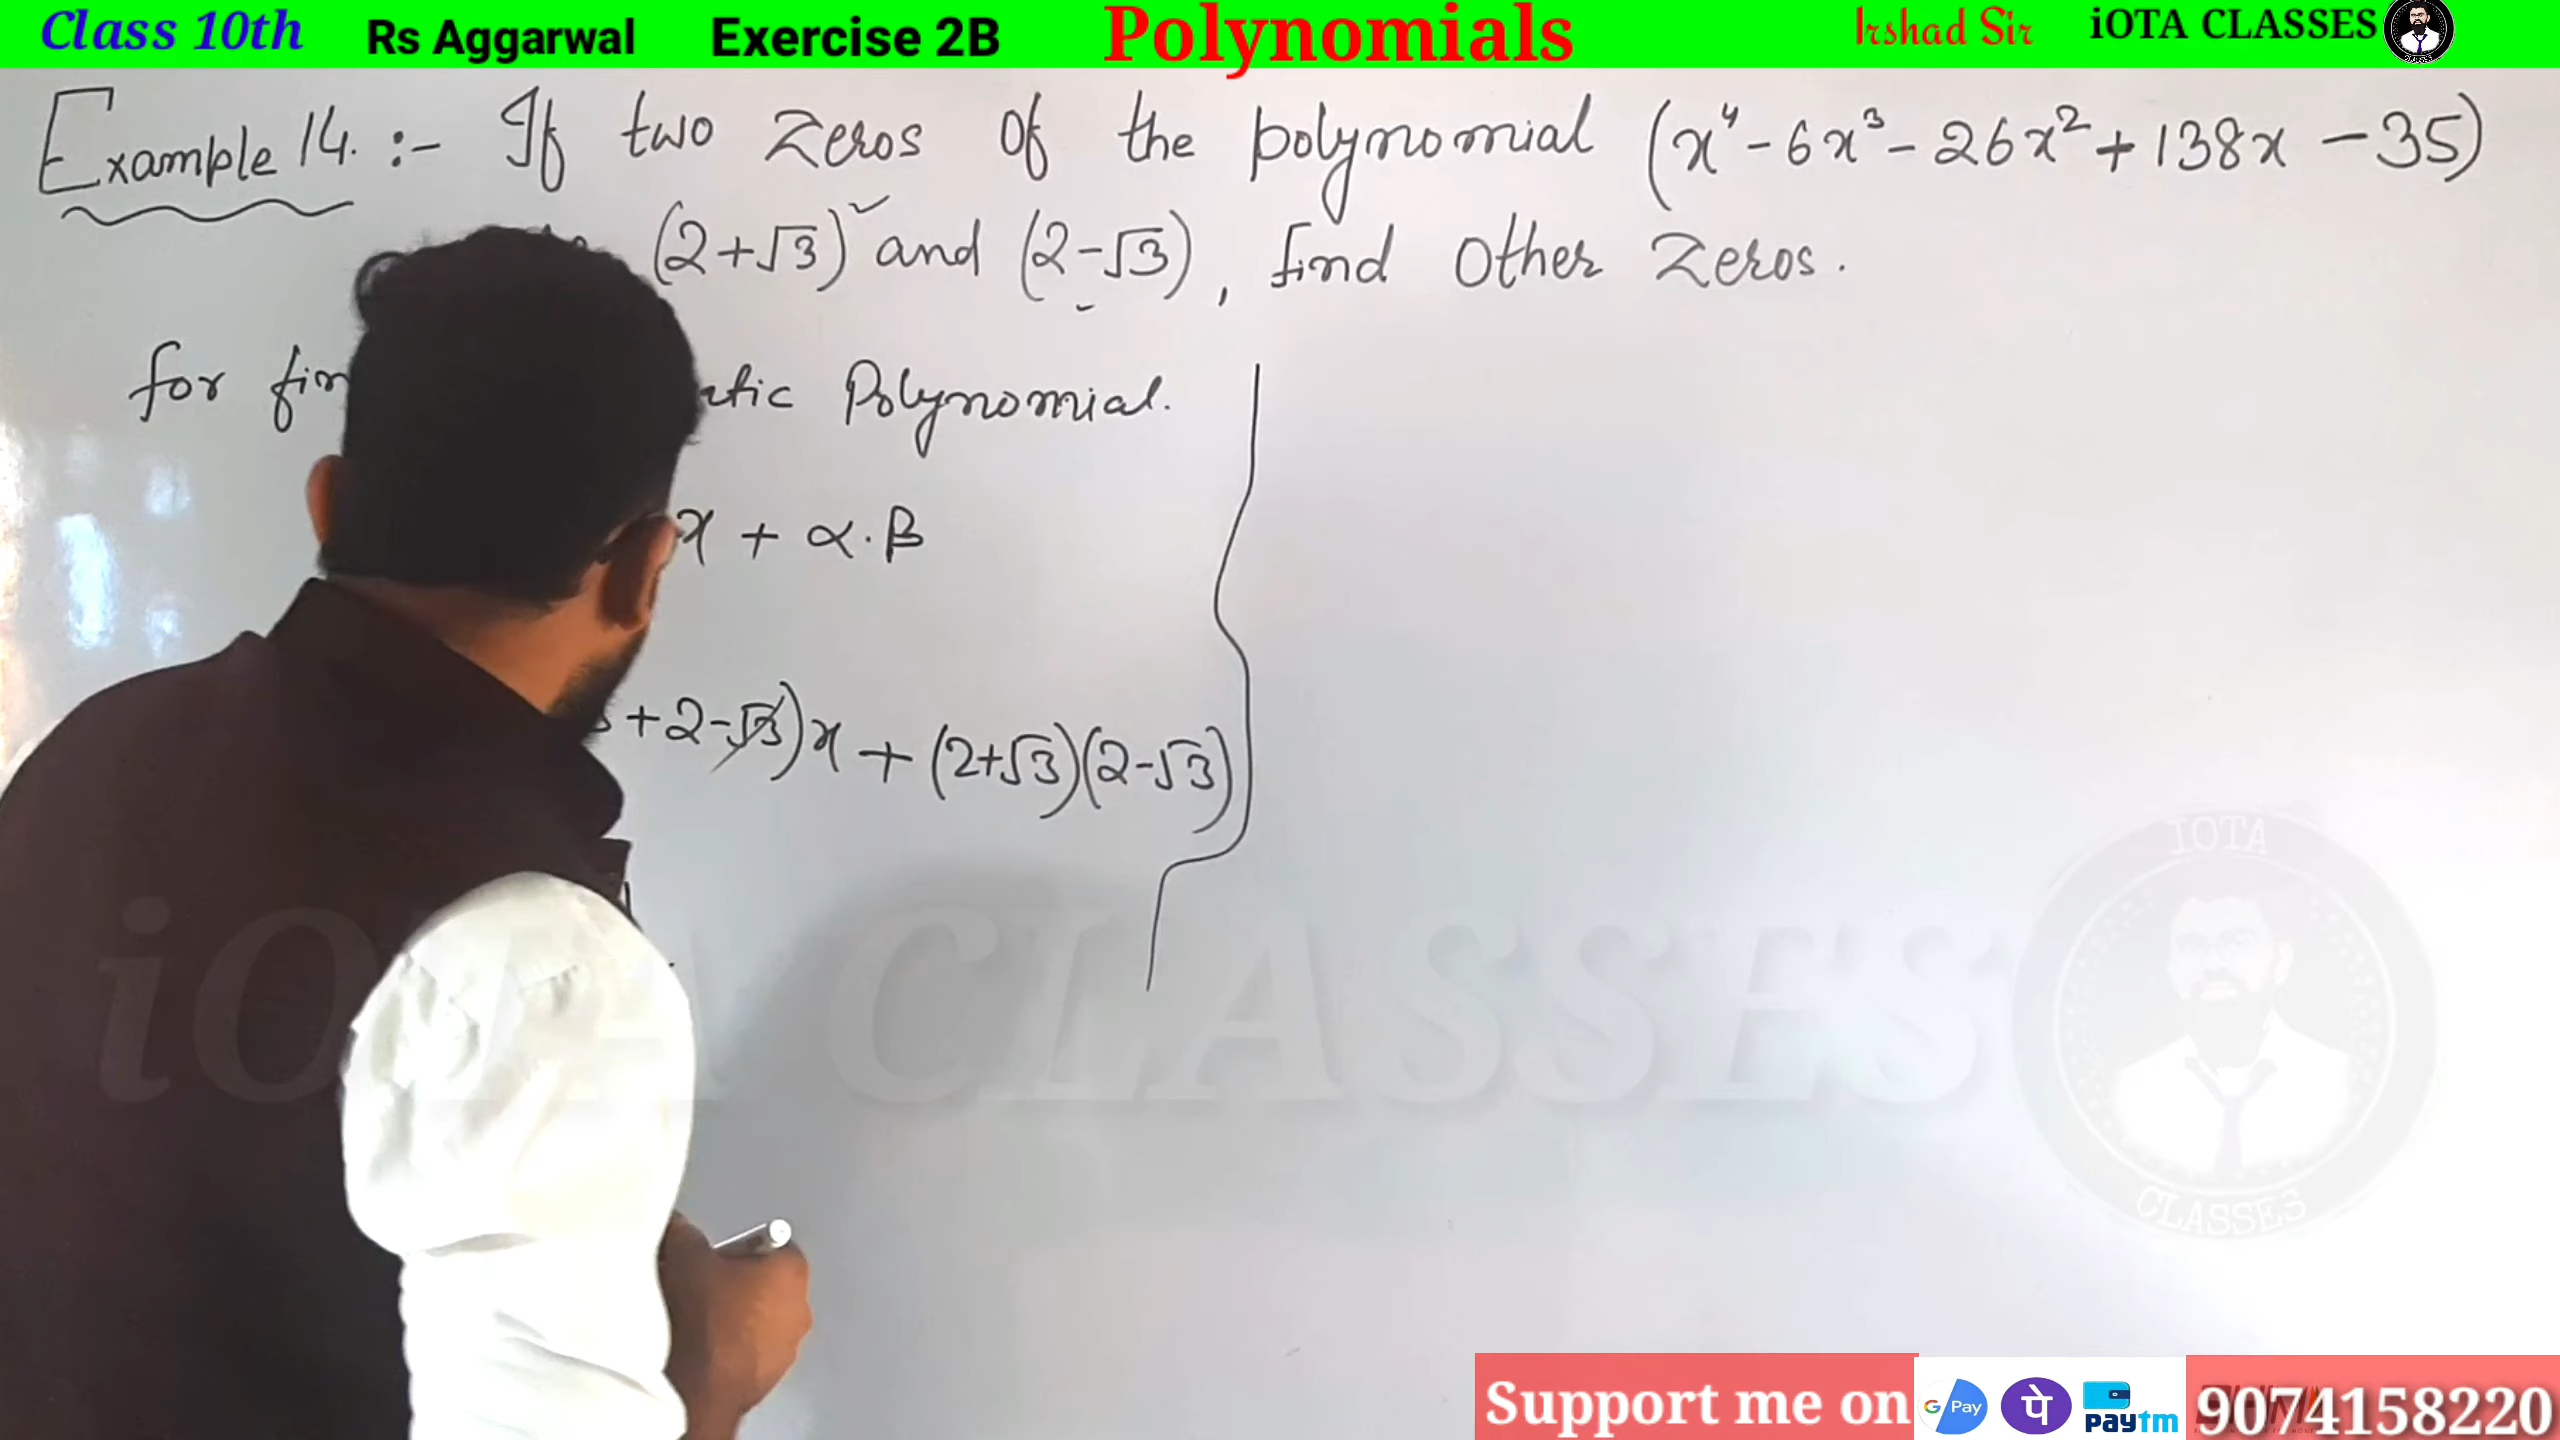 Class 10th Rs Aggarwal Exercise 2B Polynomials Irshad Sir iOTA CLASSES
Example 14. :- If two zeros of the polynomial (x⁴ - 6x³ - 26x² + 138x - 35)
(2+√3) and (2-√3), find other zeros.
for fin atic Polynomial.
x + α.β
+2-√3)x + (2+√3)(2-√3)
iOTA CLASSES
IOTA
CLASSES
Support me on G Pay पे paytm 9074158220